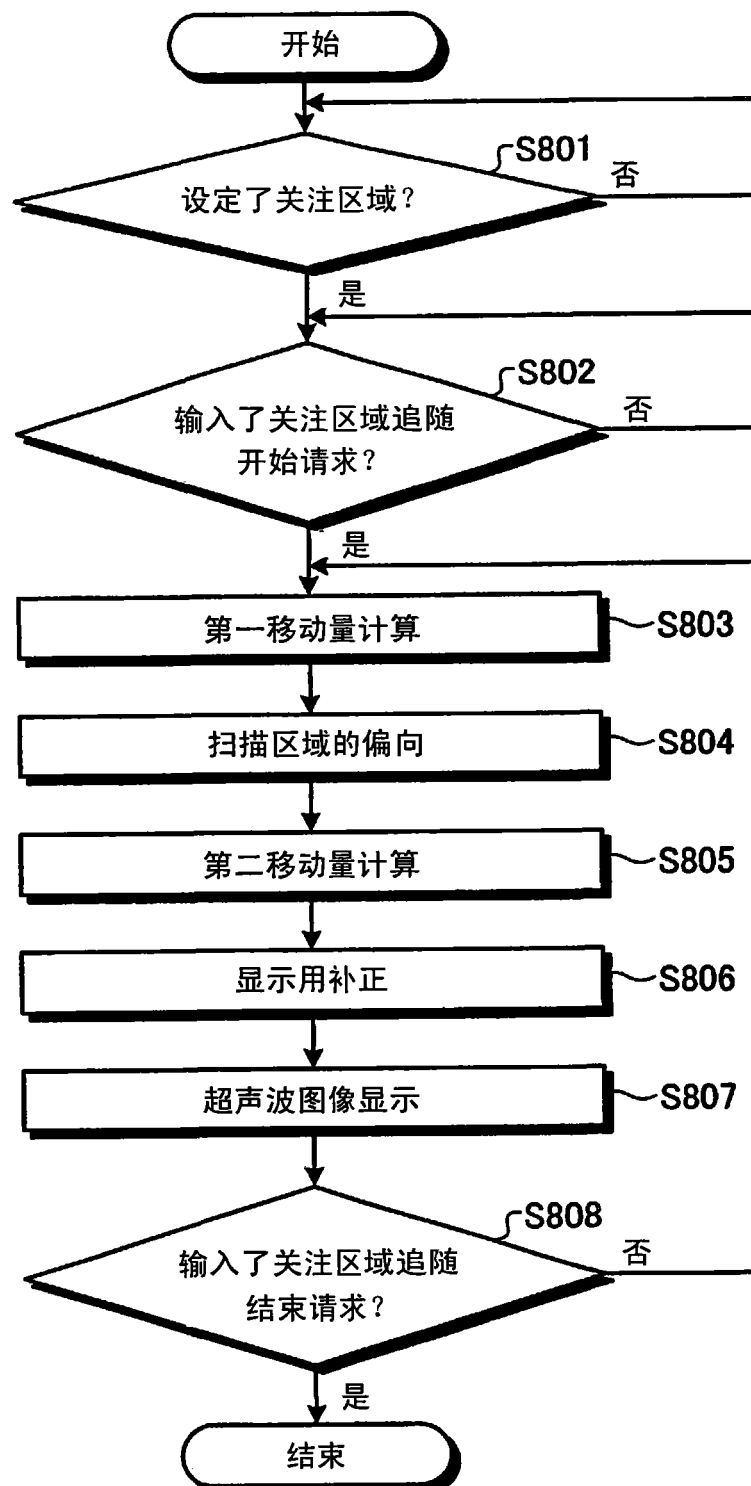 开始
S801
设定了关注区域？
否
是
S802
输入了关注区域追随
开始请求？
否
是
第一移动量计算
S803
扫描区域的偏向
S804
第二移动量计算
S805
显示用补正
S806
超声波图像显示
S807
S808
输入了关注区域追随
结束请求？
否
是
结束